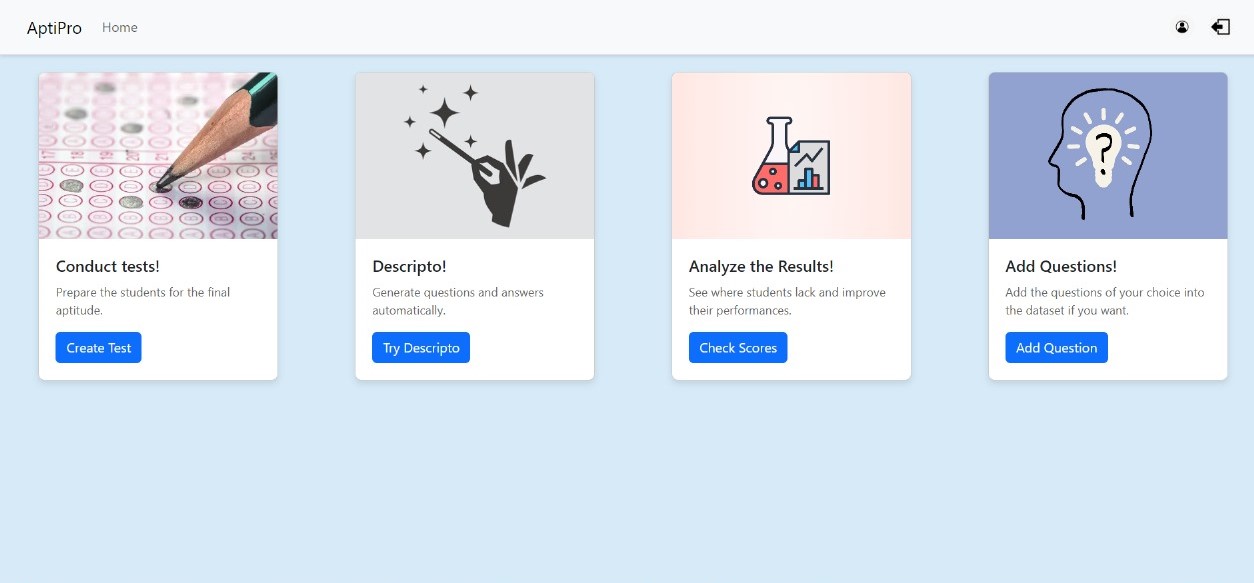 AptiPro Home
Conduct tests!
Prepare the students for the final
aptitude.
Create Test
Descripto!
Generate questions and answers
automatically.
Try Descripto
Analyze the Results!
See where students lack and improve
their performances.
Check Scores
?
Add Questions!
Add the questions of your choice into
the dataset if you want.
Add Question